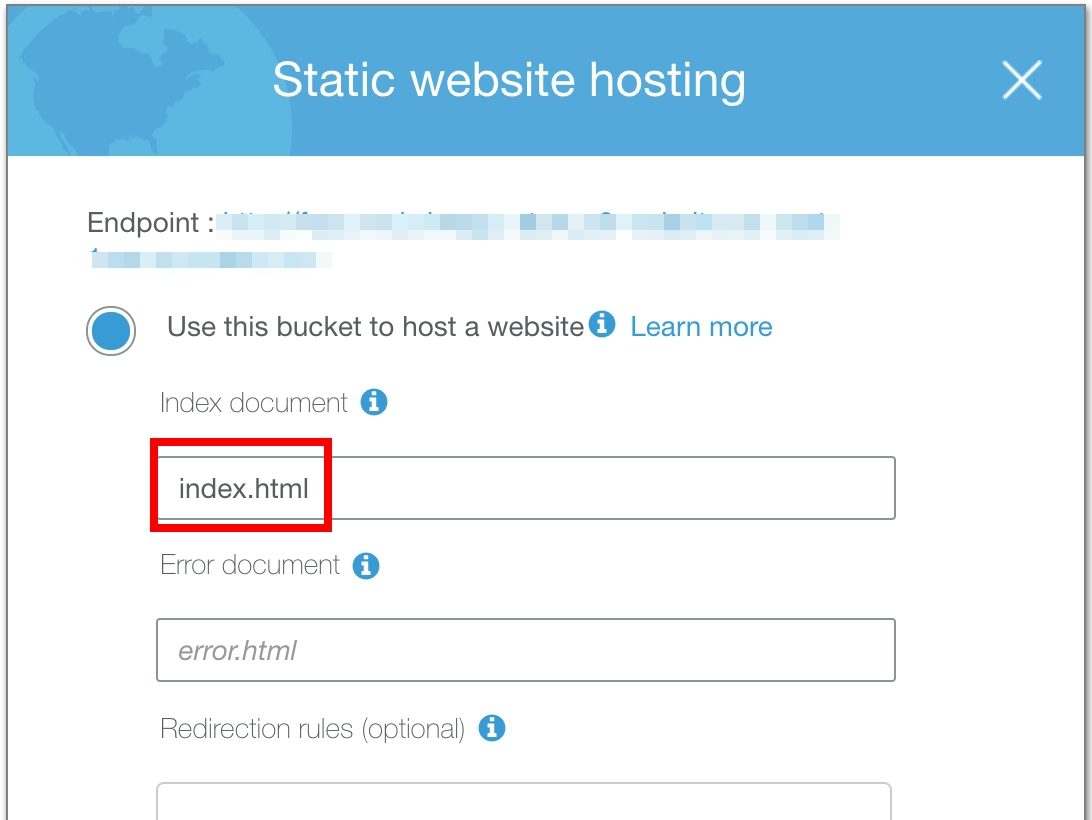 Static website hosting
Endpoint :
Use this bucket to host a website Learn more
Index document
index.html
Error document
error.html
Redirection rules (optional)